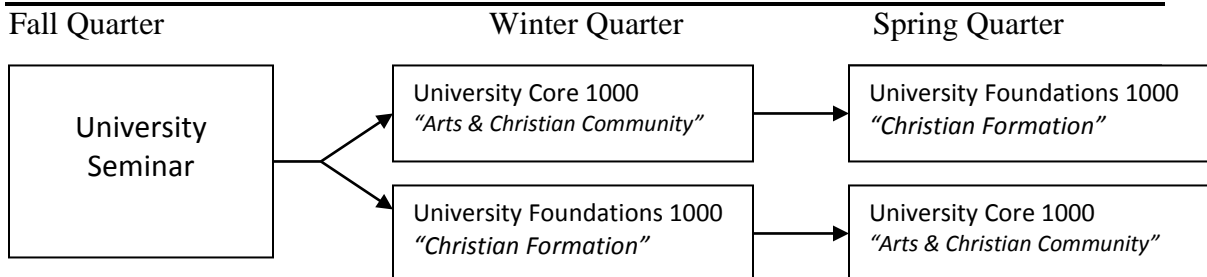 Fall Quarter Winter Quarter Spring Quarter
University
Seminar
University Core 1000
“Arts & Christian Community”
University Foundations 1000
“Christian Formation”
University Foundations 1000
“Christian Formation”
University Core 1000
“Arts & Christian Community”